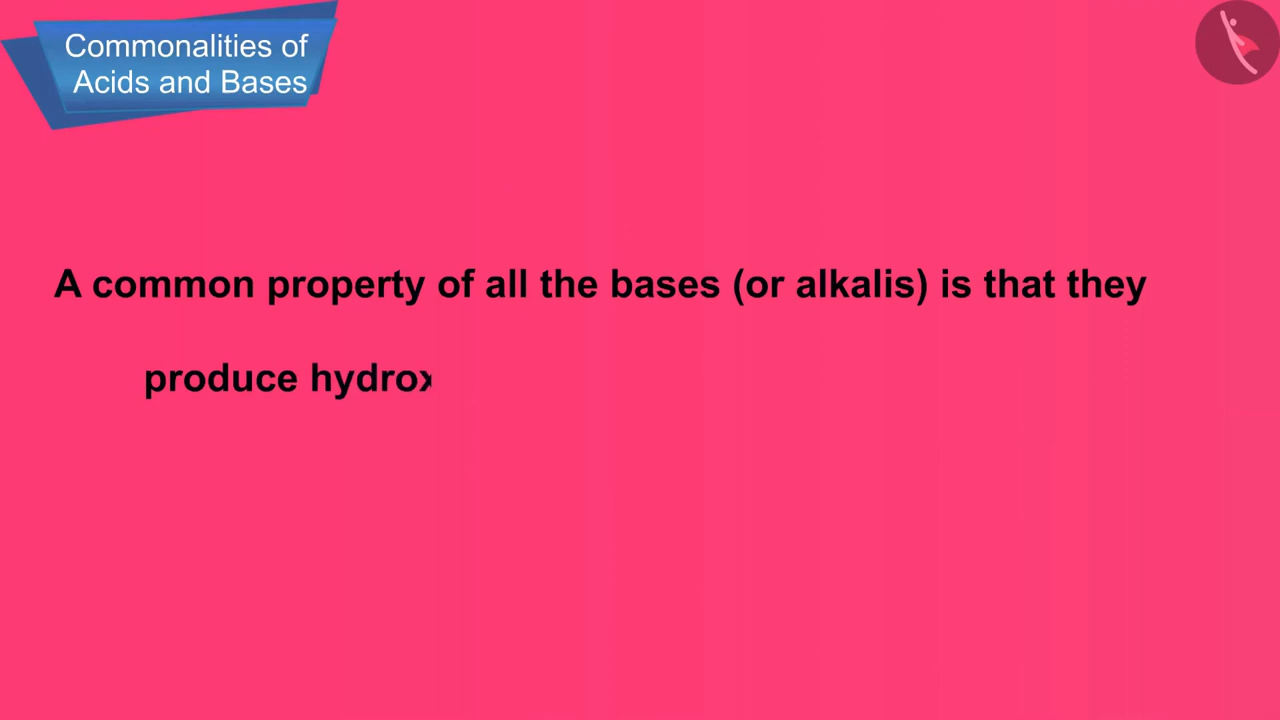 Commonalities of
Acids and Bases
A common property of all the bases (or alkalis) is that they
produce hydrox